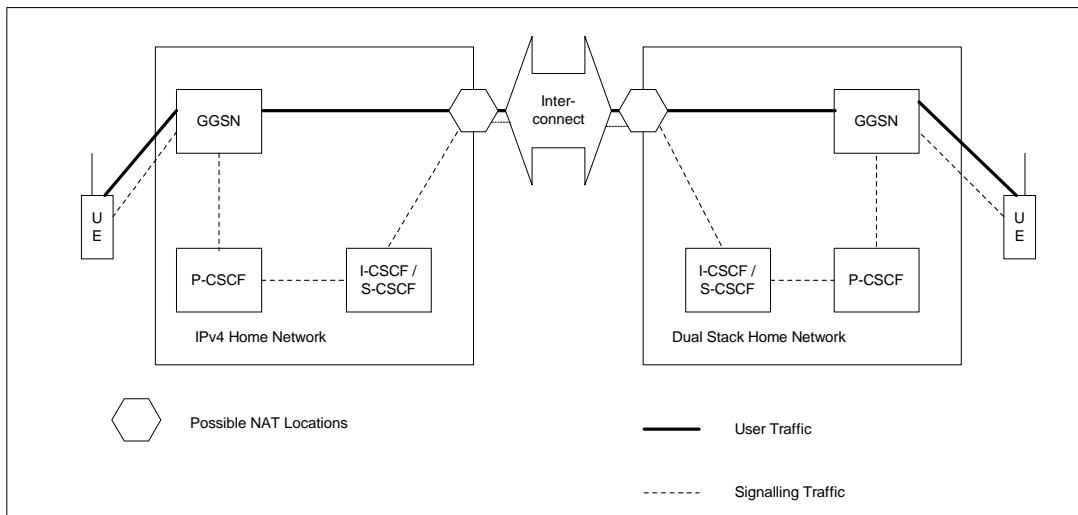 Inter-
connect
GGSN
GGSN
U
E
U
E
P-CSCF
I-CSCF /
S-CSCF
I-CSCF /
S-CSCF
P-CSCF
IPv4 Home Network
Dual Stack Home Network
Possible NAT Locations
User Traffic
Signalling Traffic